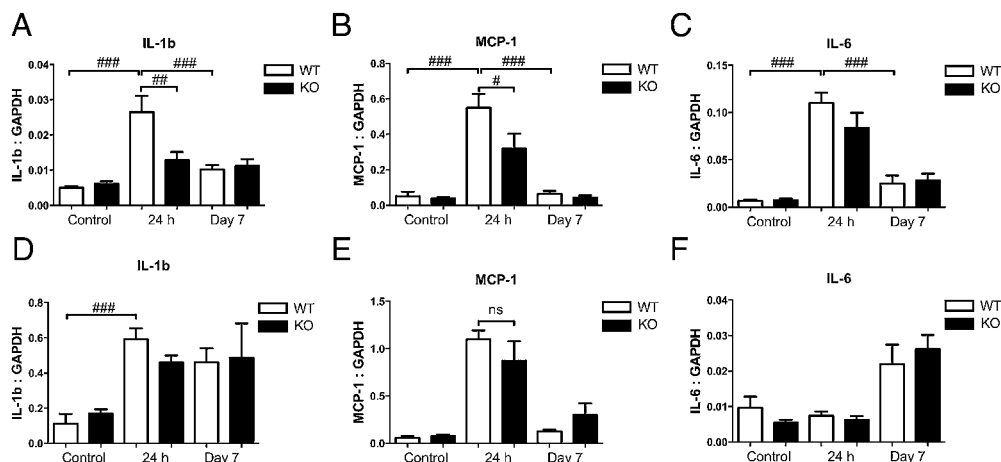 A
IL-1b
###
###
##
WT
KO
IL-1b : GAPDH
0.04
0.03
0.02
0.01
0.00
Control
24 h
Day 7
B
MCP-1
###
###
#
WT
KO
MCP-1 : GAPDH
0.8
0.6
0.4
0.2
0.0
Control
24 h
Day 7
C
IL-6
###
###
WT
KO
IL-6 : GAPDH
0.15
0.10
0.05
0.00
Control
24 h
Day 7
D
IL-1b
###
WT
KO
IL-1b : GAPDH
0.8
0.6
0.4
0.2
0.0
Control
24 h
Day 7
E
MCP-1
ns
WT
KO
MCP-1 : GAPDH
1.5
1.0
0.5
0.0
Control
24 h
Day 7
F
IL-6
WT
KO
IL-6 : GAPDH
0.04
0.03
0.02
0.01
0.00
Control
24 h
Day 7